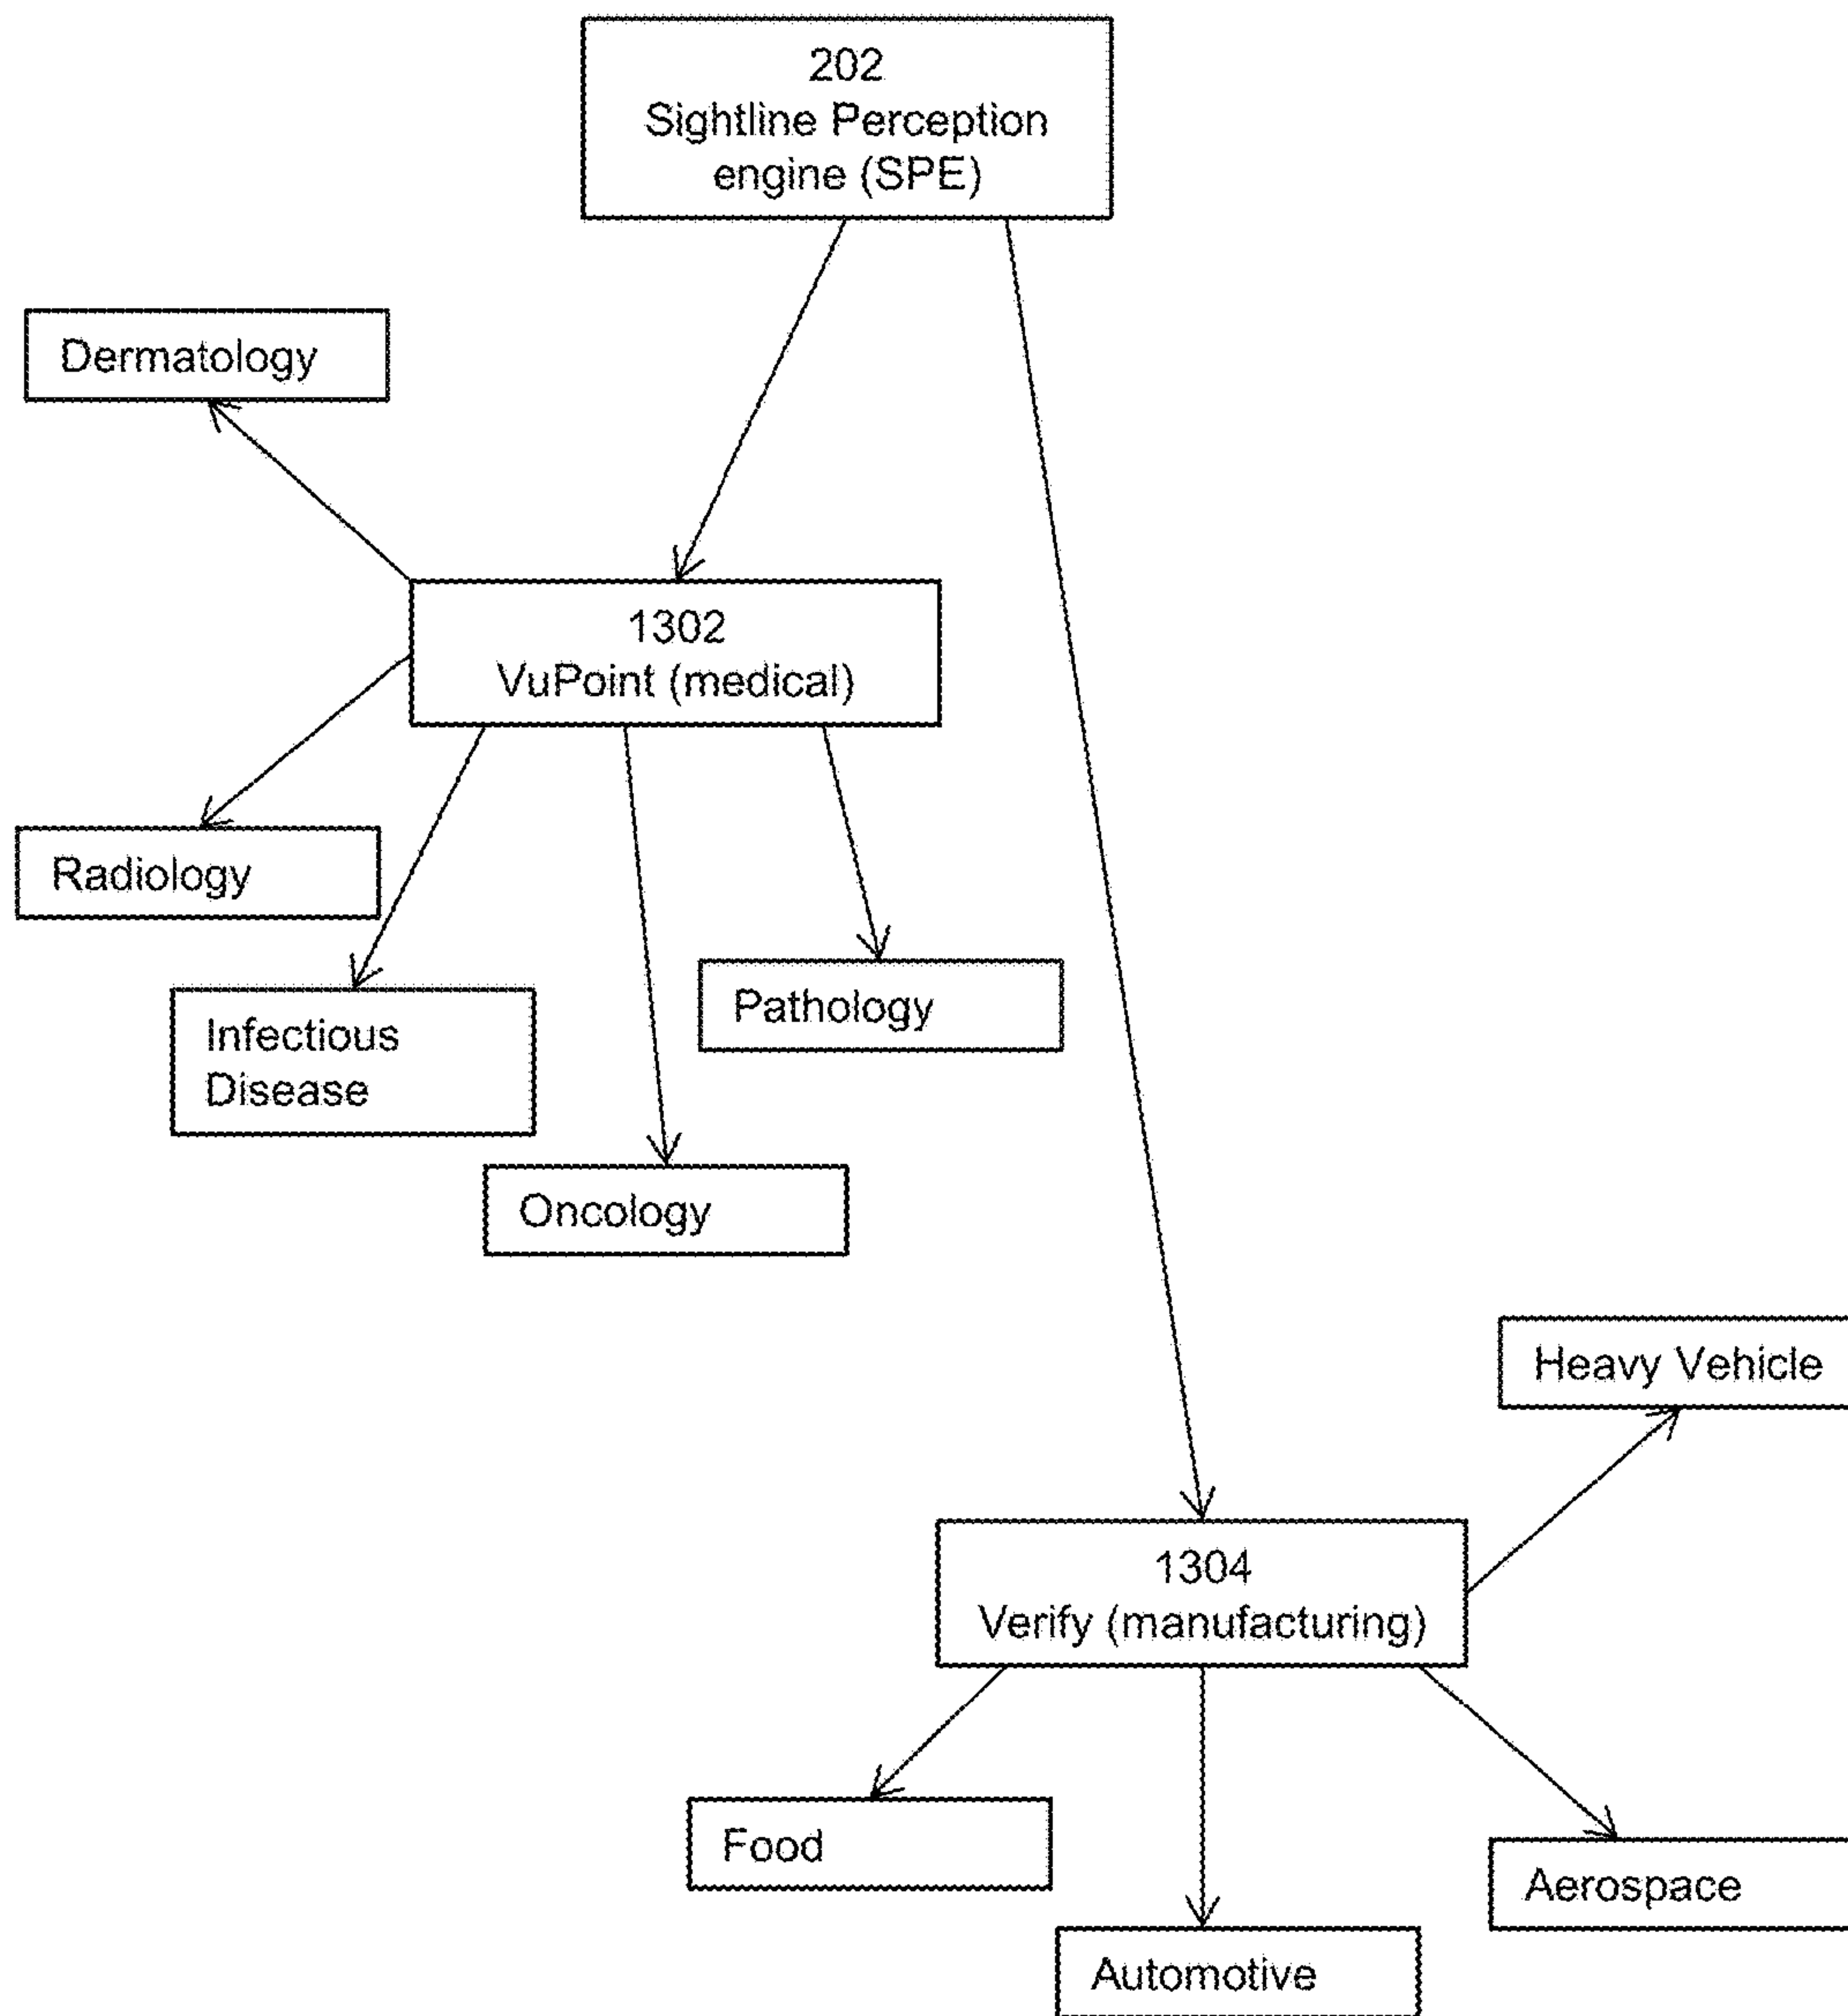 202
Sightline Perception
engine (SPE)
Dermatology
1302
VuPoint (medical)
Radiology
Pathology
Infectious
Disease
Oncology
Heavy Vehicle
1304
Verify (manufacturing)
Food
Aerospace
Automotive